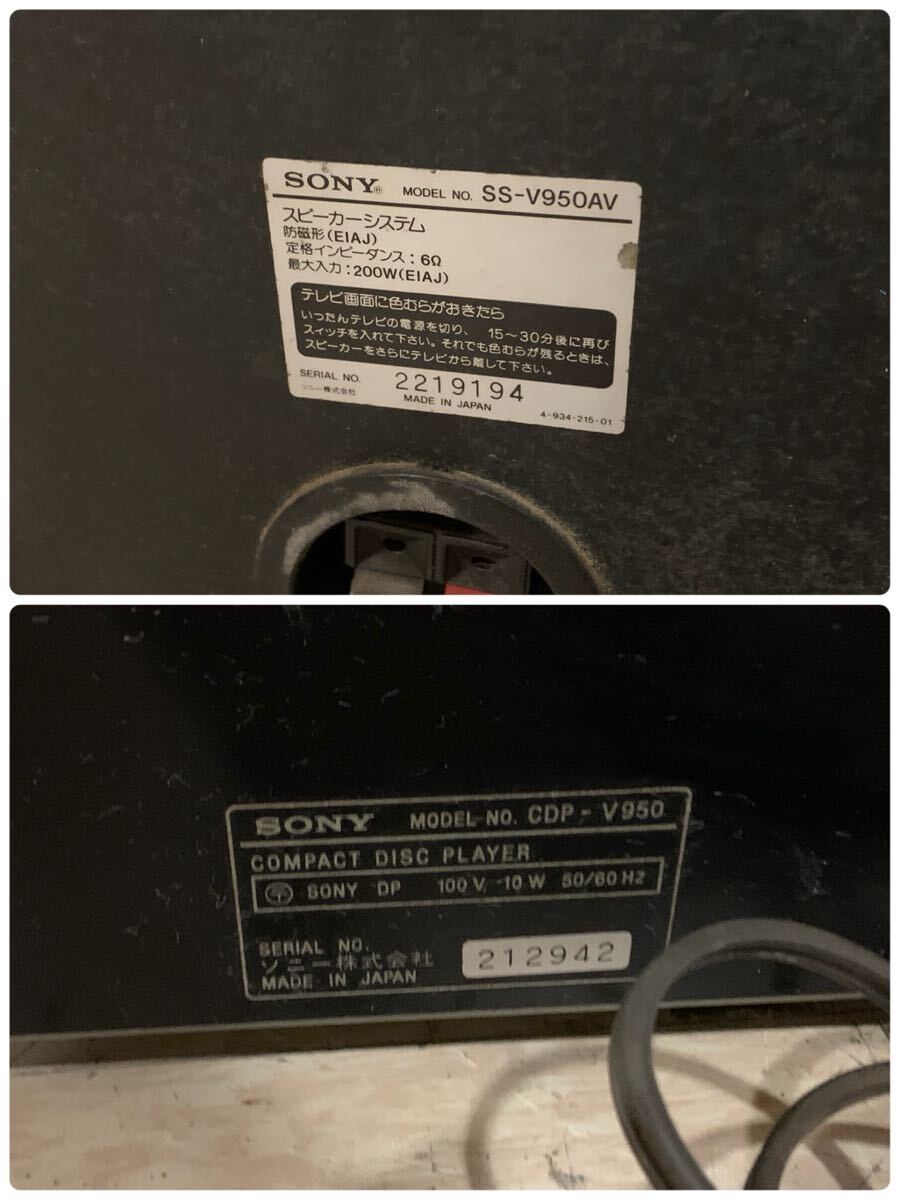 SONY® MODEL NO. SS-V950AV
スピーカーシステム
防磁形(EIAJ)
定格インピーダンス:6Ω
最大入力:200W(EIAJ)
テレビ画面に色むらがおきたら
いったんテレビの電源を切り、 15〜30分後に再び
スイッチを入れて下さい。それでも色むらが残るときは、
スピーカーをさらにテレビから離して下さい。
SERIAL NO. 2219194
ソニー株式会社 MADE IN JAPAN 4-934-215-01
SONY MODEL NO. CDP-V950
COMPACT DISC PLAYER
SONY DP 100V 10W 50/60Hz
SERIAL NO. 212942
ソニー株式会社
MADE IN JAPAN